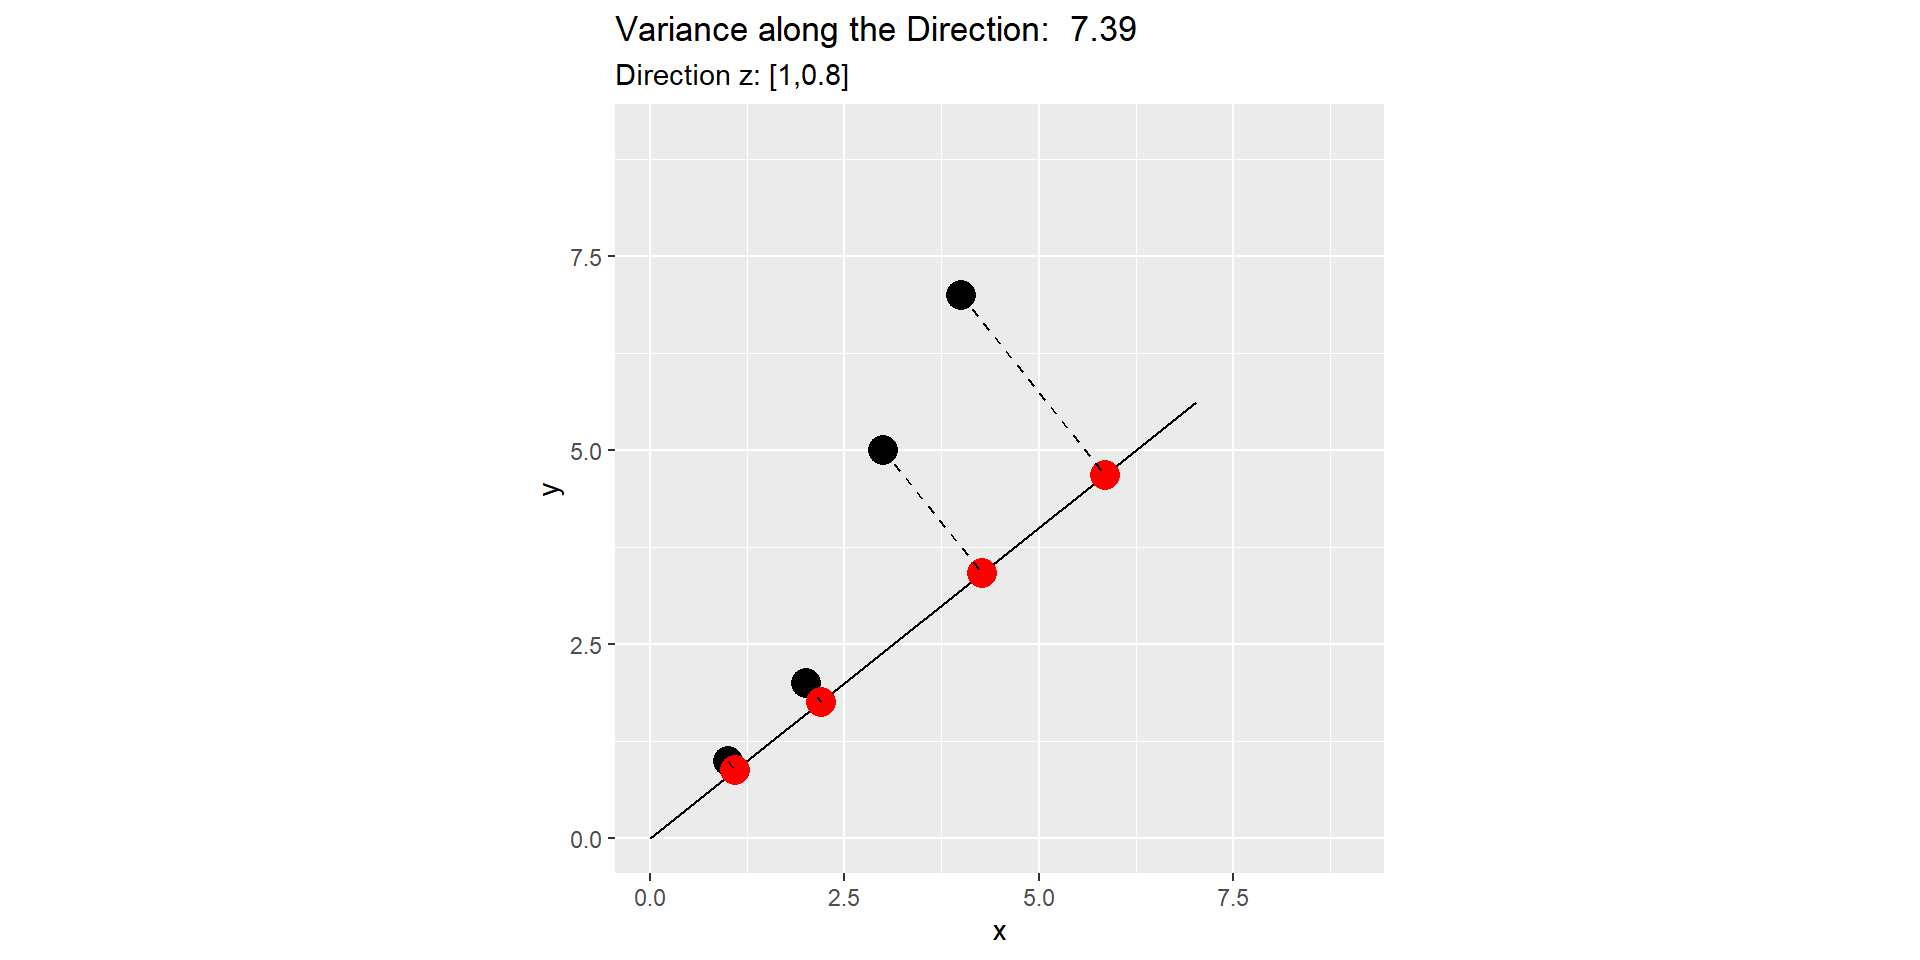 Variance along the Direction:  7.39
Direction z: [1,0.8]
7.5
5.0
2.5
0.0
y
0.0 2.5 5.0 7.5
x